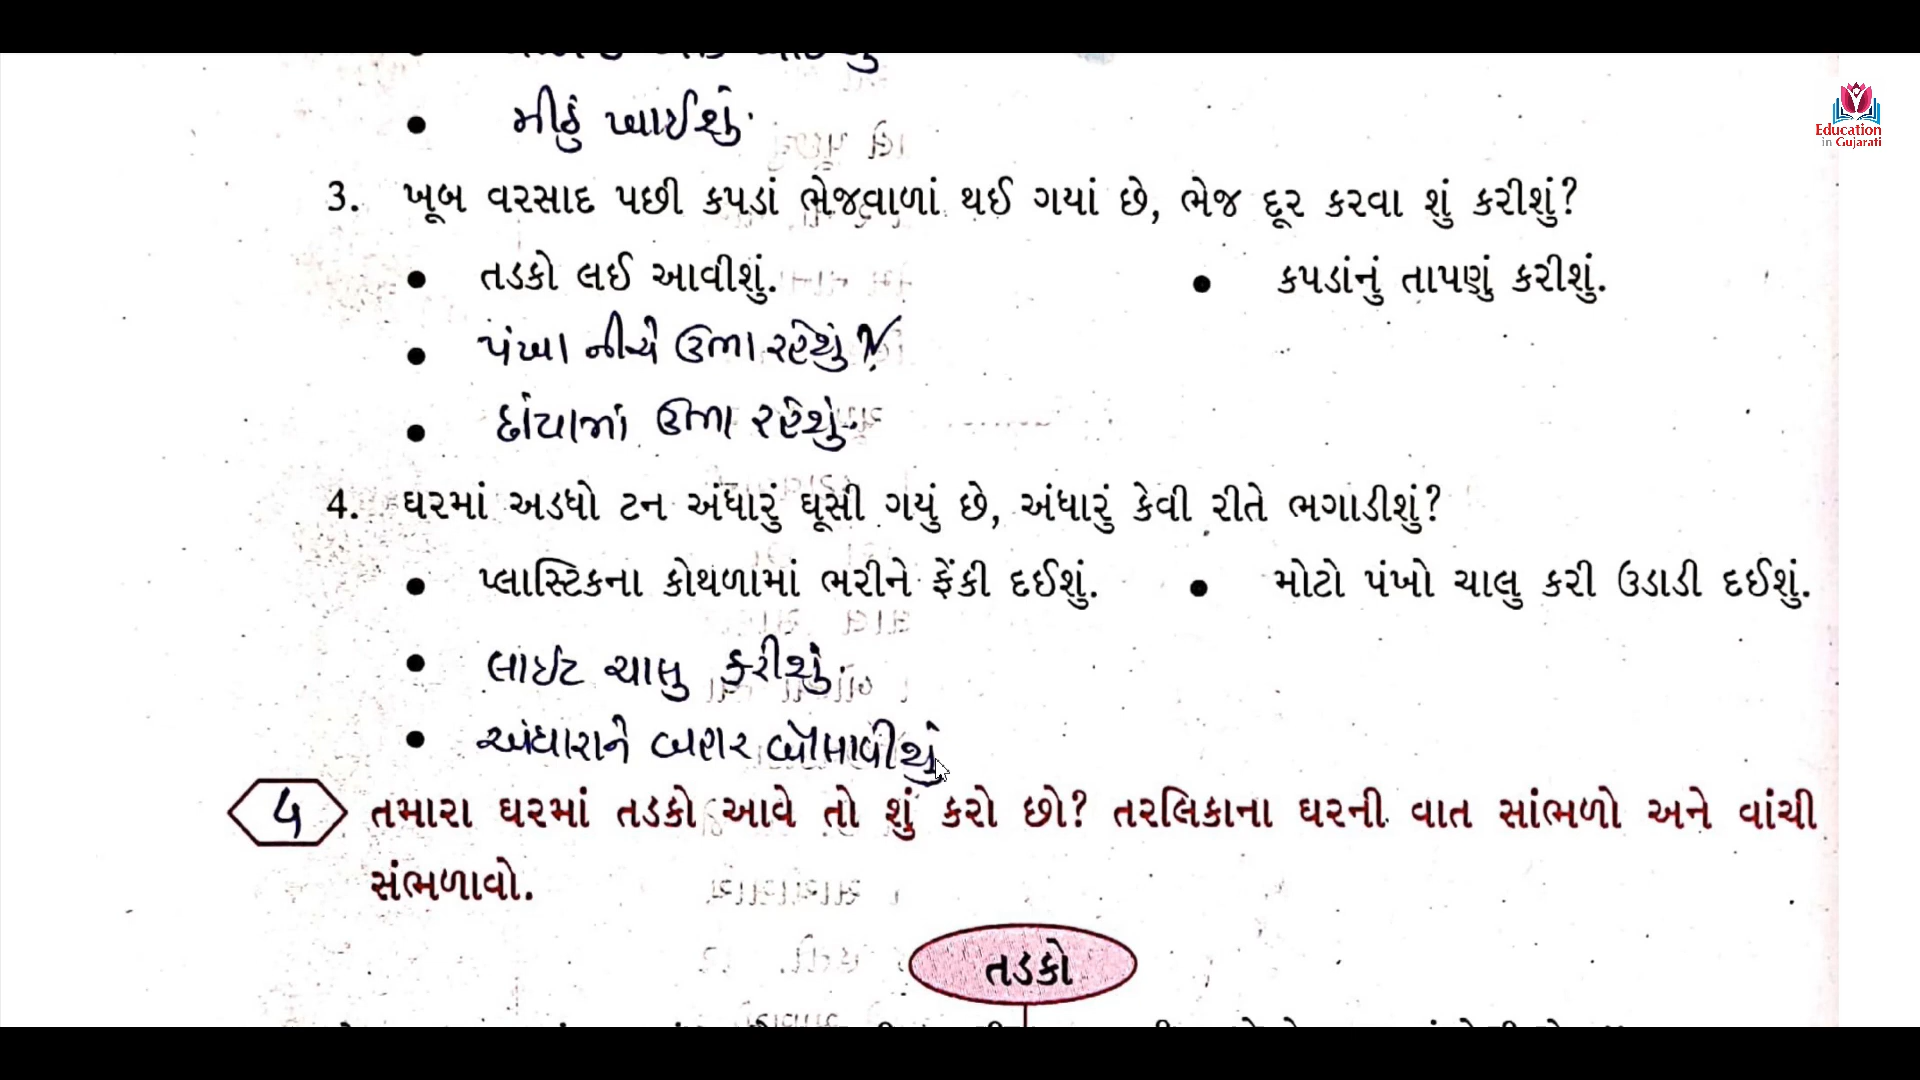 Education
in Gujarati
• મીઠું ખાઈશું.
3. ખૂબ વરસાદ પછી કપડાં ભેજવાળાં થઈ ગયાં છે, ભેજ દૂર કરવા શું કરીશું?
• તડકો લઈ આવીશું. • કપડાંનું તાપણું કરીશું.
• પંખા નીચે ઉભા રહેશું
• છાંયામાં ઉભા રહેશું.
4. ઘરમાં અડધો ટન અંધારું ઘૂસી ગયું છે, અંધારું કેવી રીતે ભગાડીશું?
• પ્લાસ્ટિકના કોથળામાં ભરીને ફેંકી દઈશું. • મોટો પંખો ચાલુ કરી ઉડાડી દઈશું.
• લાઈટ ચાલુ કરીશું.
• અંધારાને બહાર બોલાવીશું
૫ તમારા ઘરમાં તડકો આવે તો શું કરો છો? તરલિકાના ઘરની વાત સાંભળો અને વાંચી
સંભળાવો.
તડકો